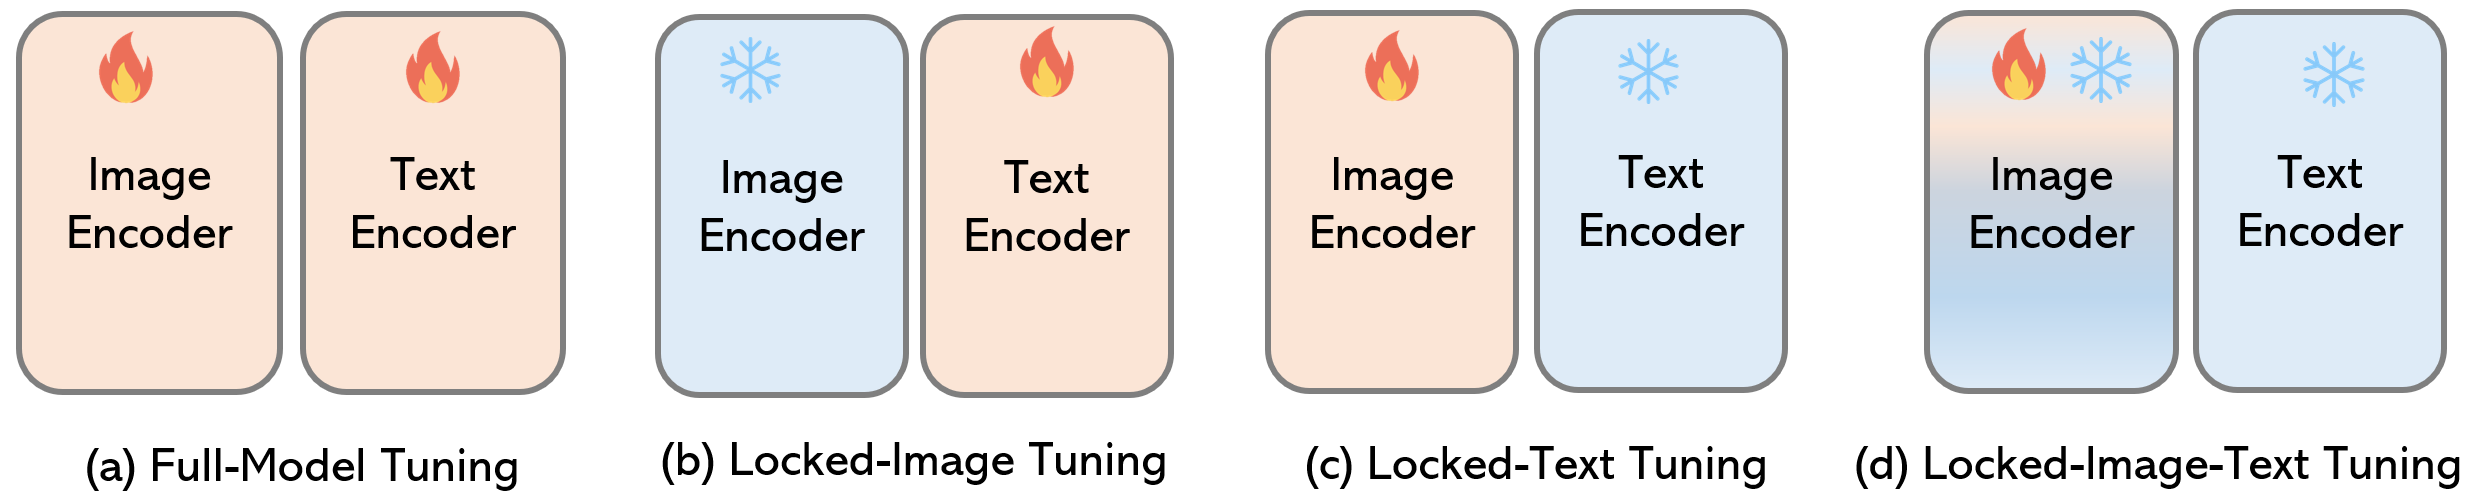 Image
Encoder
Text
Encoder
(a) Full-Model Tuning
Image
Encoder
Text
Encoder
(b) Locked-Image Tuning
Image
Encoder
Text
Encoder
(c) Locked-Text Tuning
Image
Encoder
Text
Encoder
(d) Locked-Image-Text Tuning